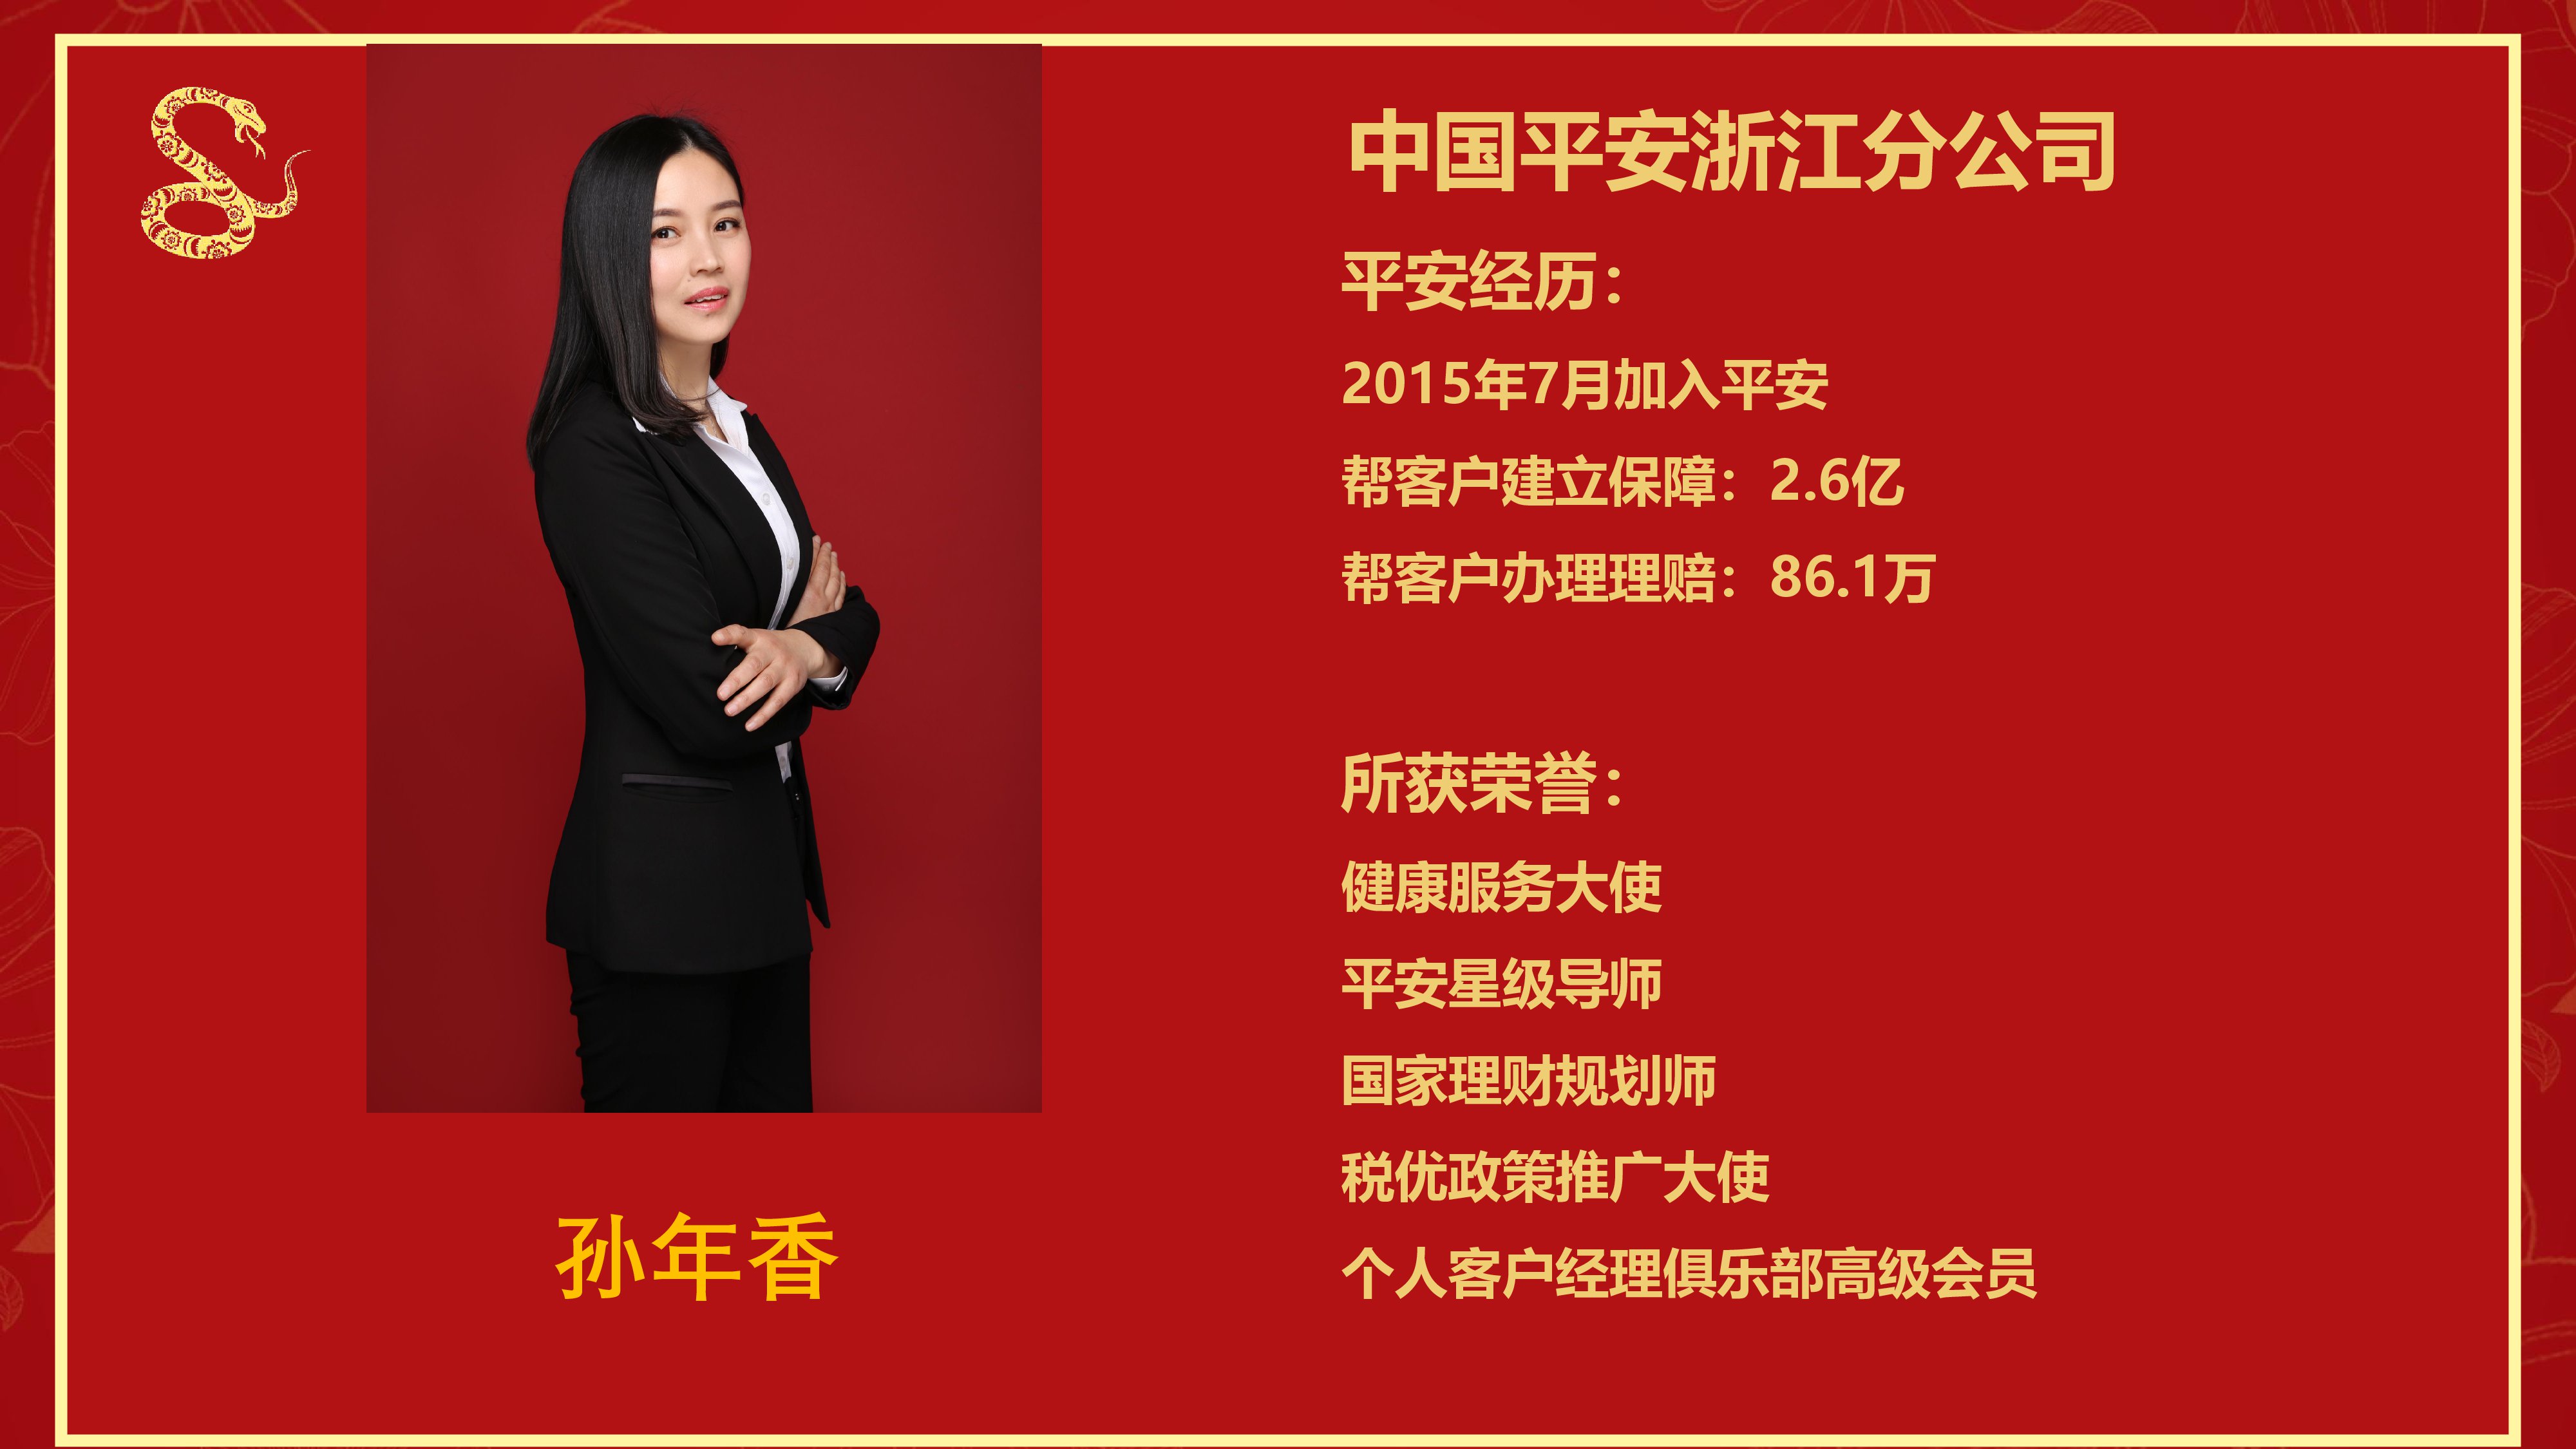 中国平安浙江分公司
平安经历：
2015年7月加入平安
帮客户建立保障：2.6亿
帮客户办理理赔：86.1万
所获荣誉：
健康服务大使
平安星级导师
国家理财规划师
税优政策推广大使
个人客户经理俱乐部高级会员
孙年香